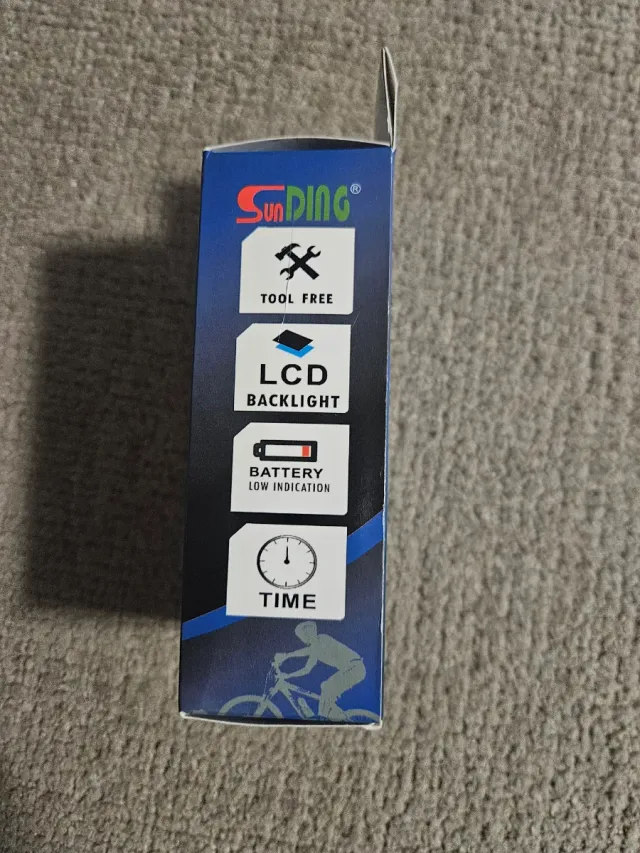 SunDING®
TOOL FREE
LCD
BACKLIGHT
BATTERY
LOW INDICATION
TIME